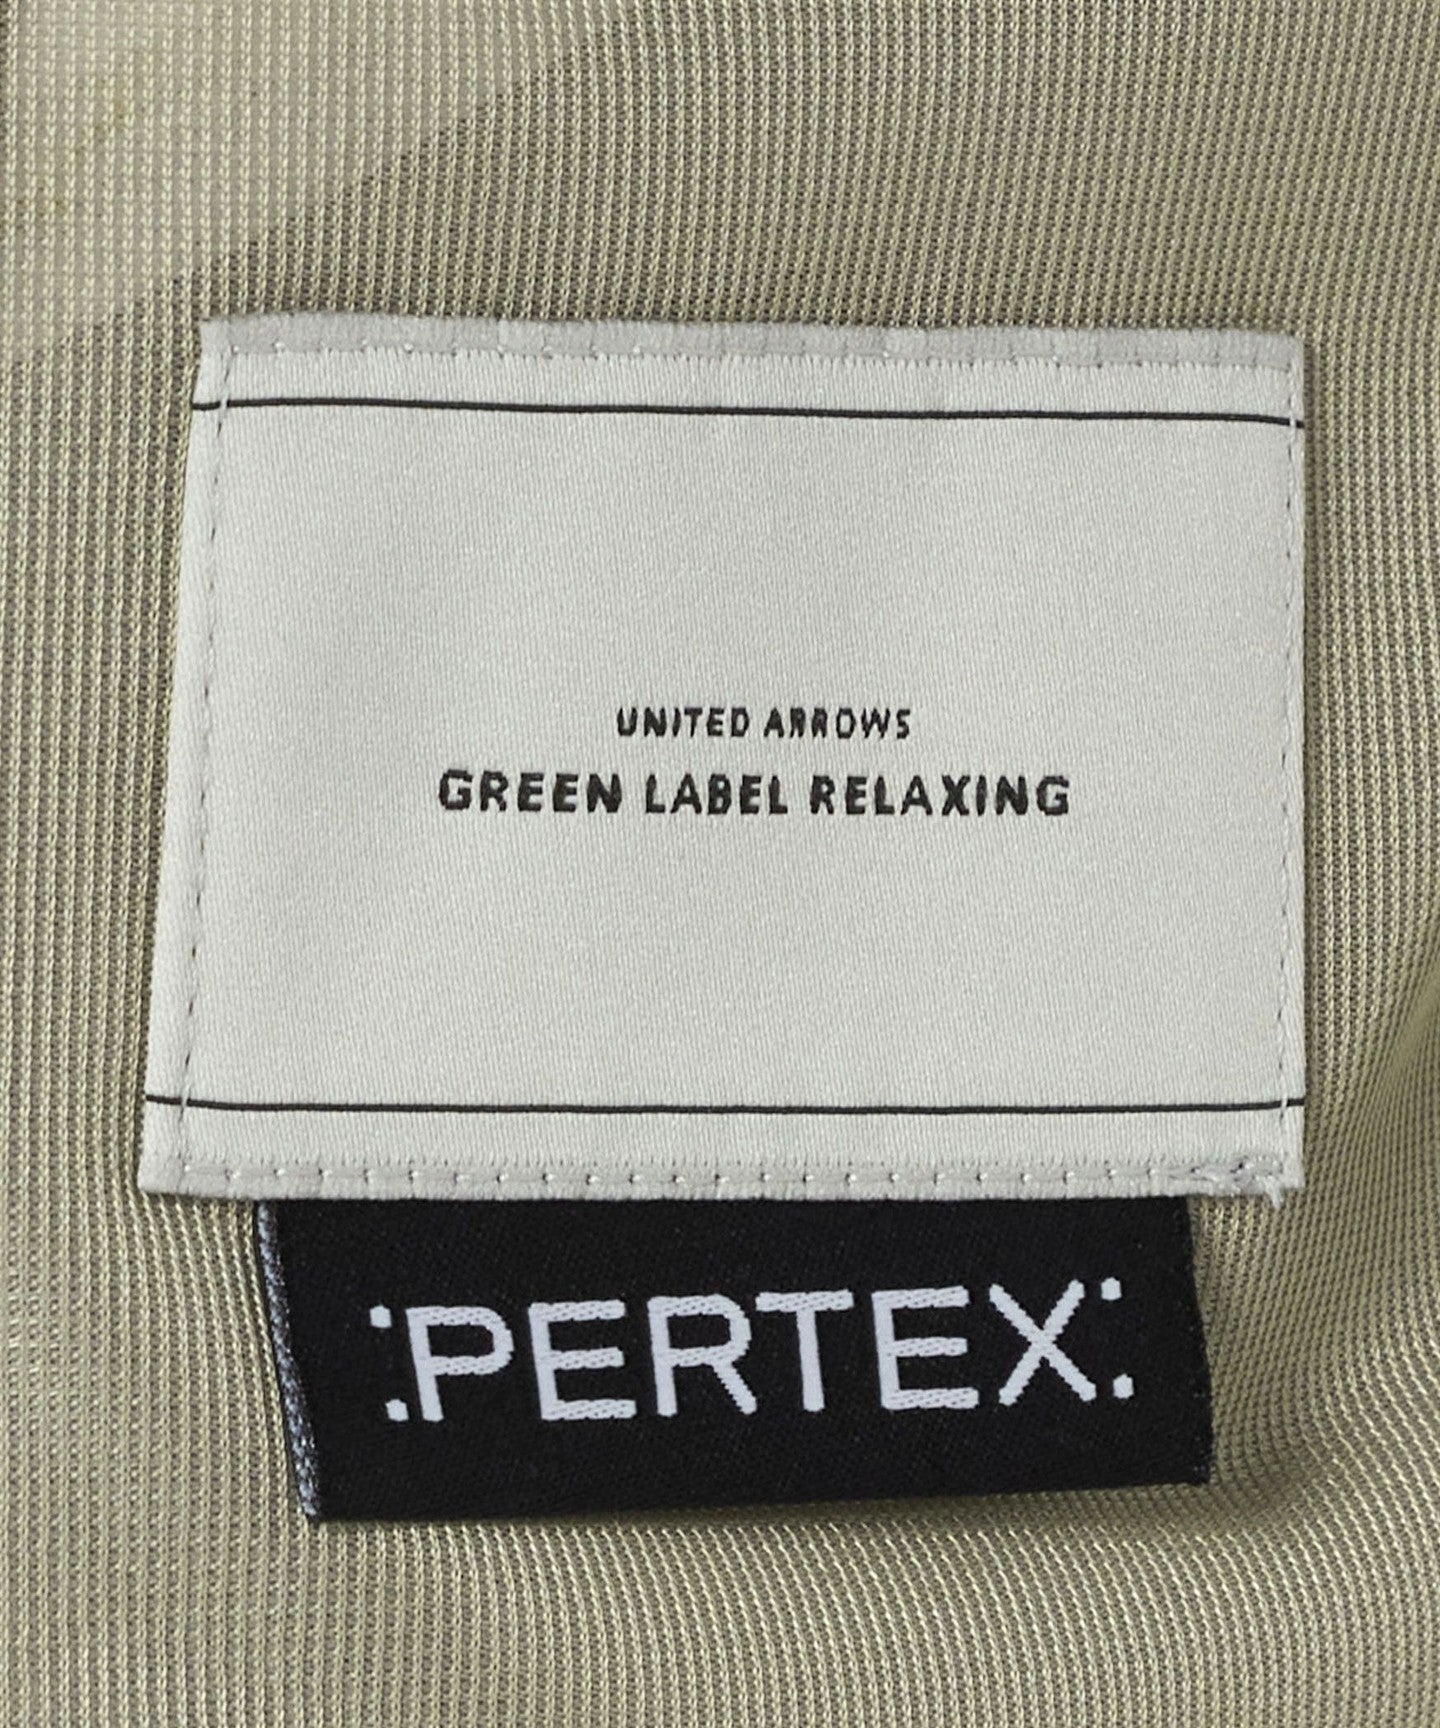 UNITED ARROWS
GREEN LABEL RELAXING
PERTEX